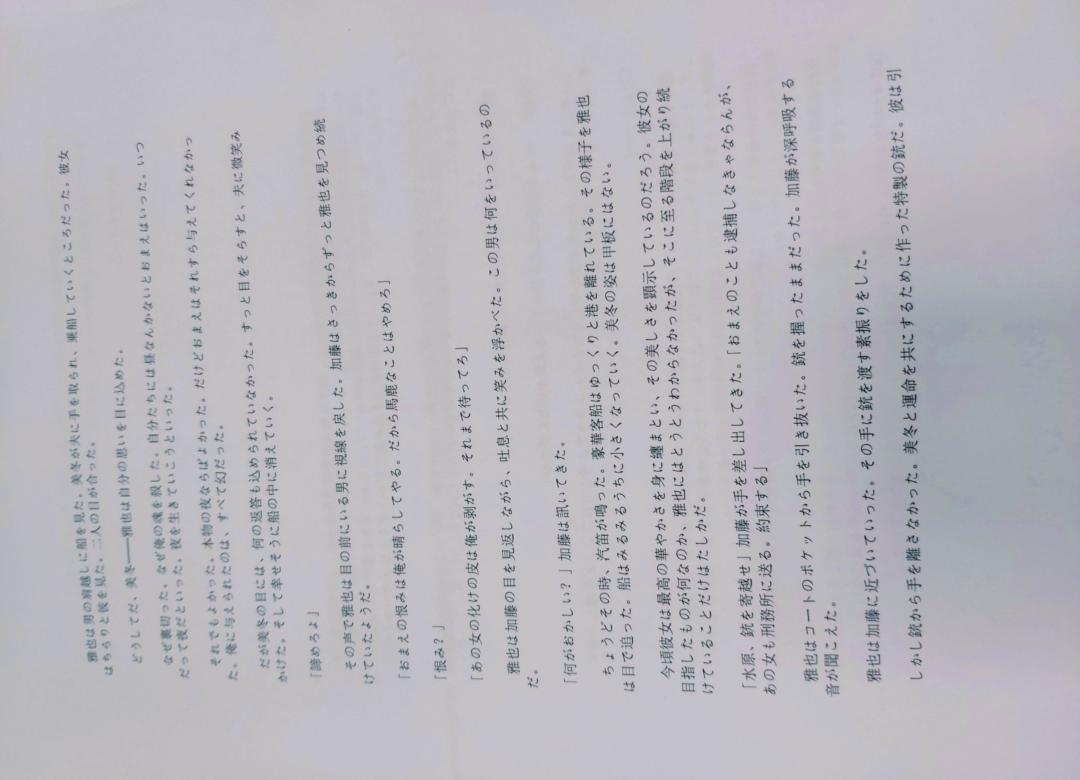 雅也は男の肩越しに船を見た。美冬が夫に手を取られ、乗船していくところだった。彼女
はちらりと彼を見た。二人の目が合った。
どうしてだ、美冬――雅也は自分の思いを目に込めた。
なぜ裏切った。なぜ俺の魂を殺した。自分たちには昼なんかないとおまえはいった。いつ
だって夜だといった。夜を生きていこうといった。
それでもよかった。本物の夜ならばよかった。だけどおまえはそれすら与えてくれなかっ
た。俺に与えられたのは、すべて幻だった。
だが美冬の目には、何の返答も込められていなかった。すっと目をそらすと、夫に微笑み
かけた。そして幸せそうに船の中に消えていく。
「諦めろよ」
その声で雅也は目の前にいる男に視線を戻した。加藤はさっきからずっと雅也を見つめ続
けていたようだ。
「おまえの恨みは俺が晴らしてやる。だから馬鹿なことはやめろ」
「恨み？」
「あの女の化けの皮は俺が剥がす。それまで待ってろ」
雅也は加藤の目を見返しながら、吐息と共に笑みを浮かべた。この男は何をいっているの
だ。
「何がおかしい？」加藤は訊いてきた。
ちょうどその時、汽笛が鳴った。豪華客船はゆっくりと港を離れている。その様子を雅也
は目で追った。船はみるみるうちに小さくなっていく。美冬の姿は甲板にはない。
今頃彼女は最高の華やかさを身に纏まとい、その美しさを顕示しているのだろう。彼女の
目指したものが何なのか、雅也にはとうとうわからなかったが、そこに至る階段を上がり続
けていることだけはたしかだ。
「水原、銃を寄越せ」加藤が手を差し出してきた。「おまえのことも逮捕しなきゃならんが、
あの女も刑務所に送る。約束する」
雅也はコートのポケットから手を引き抜いた。銃を握ったままだった。加藤が深呼吸する
音が聞こえた。
雅也は加藤に近づいていった。その手に銃を渡す素振りをした。
しかし銃から手を離さなかった。美冬と運命を共にするために作った特製の銃だ。彼は引